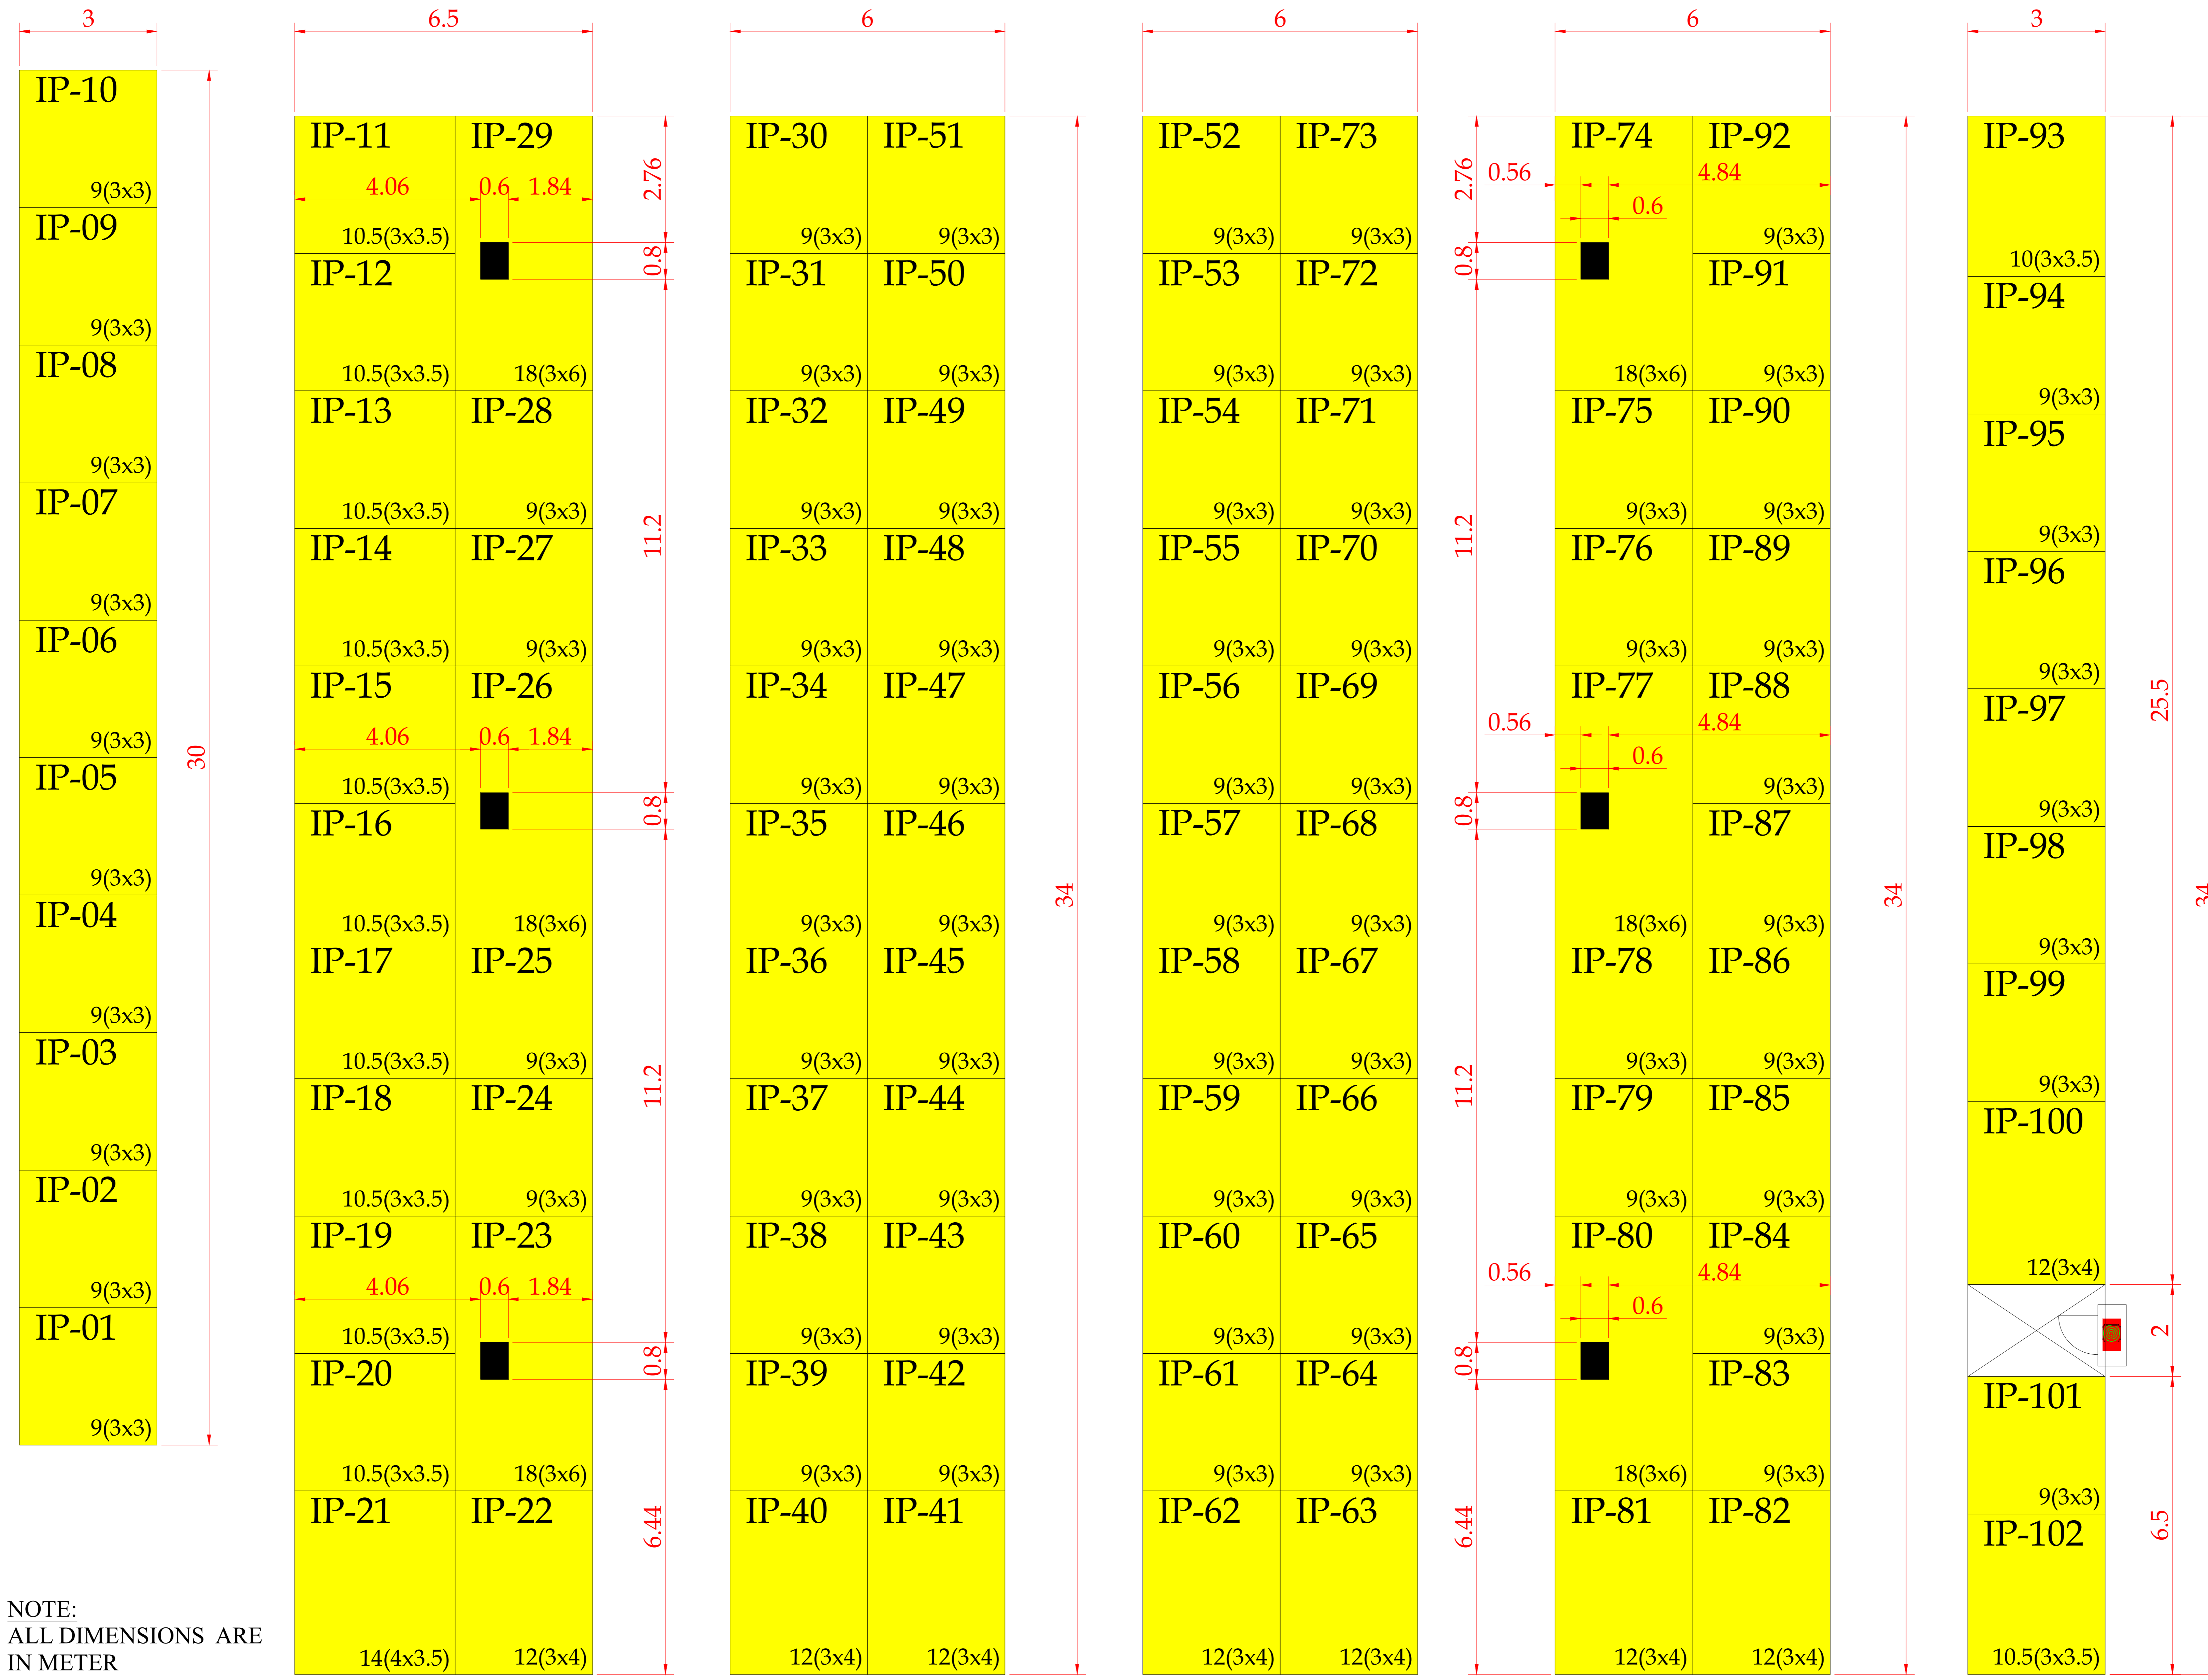 3
6.5
6
6
6
3
IP-10
9(3x3)
IP-09
9(3x3)
IP-08
9(3x3)
IP-07
9(3x3)
IP-06
9(3x3)
IP-05
9(3x3)
IP-04
9(3x3)
IP-03
9(3x3)
IP-02
9(3x3)
IP-01
9(3x3)
30
IP-11
IP-29
4.06
0.6
1.84
10.5(3x3.5)
IP-12
10.5(3x3.5)
18(3x6)
IP-13
IP-28
10.5(3x3.5)
9(3x3)
IP-14
IP-27
10.5(3x3.5)
9(3x3)
IP-15
IP-26
4.06
0.6
1.84
10.5(3x3.5)
IP-16
10.5(3x3.5)
18(3x6)
IP-17
IP-25
10.5(3x3.5)
9(3x3)
IP-18
IP-24
10.5(3x3.5)
9(3x3)
IP-19
IP-23
4.06
0.6
1.84
10.5(3x3.5)
IP-20
10.5(3x3.5)
18(3x6)
IP-21
IP-22
14(4x3.5)
12(3x4)
2.76
0.8
11.2
0.8
11.2
0.8
6.44
IP-30
IP-51
9(3x3)
9(3x3)
IP-31
IP-50
9(3x3)
9(3x3)
IP-32
IP-49
9(3x3)
9(3x3)
IP-33
IP-48
9(3x3)
9(3x3)
IP-34
IP-47
9(3x3)
9(3x3)
IP-35
IP-46
9(3x3)
9(3x3)
IP-36
IP-45
9(3x3)
9(3x3)
IP-37
IP-44
9(3x3)
9(3x3)
IP-38
IP-43
9(3x3)
9(3x3)
IP-39
IP-42
9(3x3)
9(3x3)
IP-40
IP-41
12(3x4)
12(3x4)
34
IP-52
IP-73
9(3x3)
9(3x3)
IP-53
IP-72
9(3x3)
9(3x3)
IP-54
IP-71
9(3x3)
9(3x3)
IP-55
IP-70
9(3x3)
9(3x3)
IP-56
IP-69
9(3x3)
9(3x3)
IP-57
IP-68
9(3x3)
9(3x3)
IP-58
IP-67
9(3x3)
9(3x3)
IP-59
IP-66
9(3x3)
9(3x3)
IP-60
IP-65
9(3x3)
9(3x3)
IP-61
IP-64
9(3x3)
9(3x3)
IP-62
IP-63
12(3x4)
12(3x4)
2.76
0.8
11.2
0.8
11.2
0.8
6.44
IP-74
IP-92
0.56
4.84
0.6
9(3x3)
IP-91
18(3x6)
9(3x3)
IP-75
IP-90
9(3x3)
9(3x3)
IP-76
IP-89
9(3x3)
9(3x3)
IP-77
IP-88
0.56
4.84
0.6
9(3x3)
IP-87
18(3x6)
9(3x3)
IP-78
IP-86
9(3x3)
9(3x3)
IP-79
IP-85
9(3x3)
9(3x3)
IP-80
IP-84
0.56
4.84
0.6
9(3x3)
IP-83
18(3x6)
9(3x3)
IP-81
IP-82
12(3x4)
12(3x4)
34
IP-93
10(3x3.5)
IP-94
9(3x3)
IP-95
9(3x3)
IP-96
9(3x3)
IP-97
9(3x3)
IP-98
9(3x3)
IP-99
9(3x3)
IP-100
12(3x4)
IP-101
9(3x3)
IP-102
10.5(3x3.5)
25.5
2
6.5
34
NOTE:
ALL DIMENSIONS ARE
IN METER